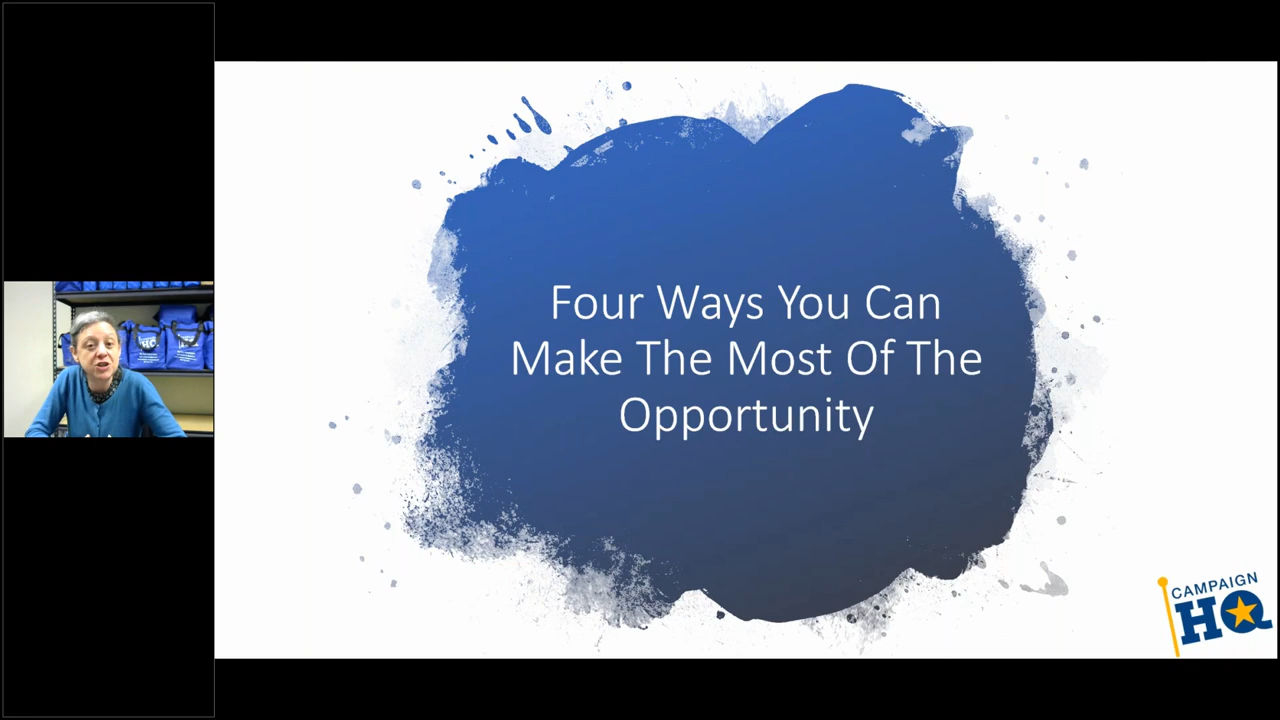 Four Ways You Can
Make The Most Of The
Opportunity
CAMPAIGN
HQ